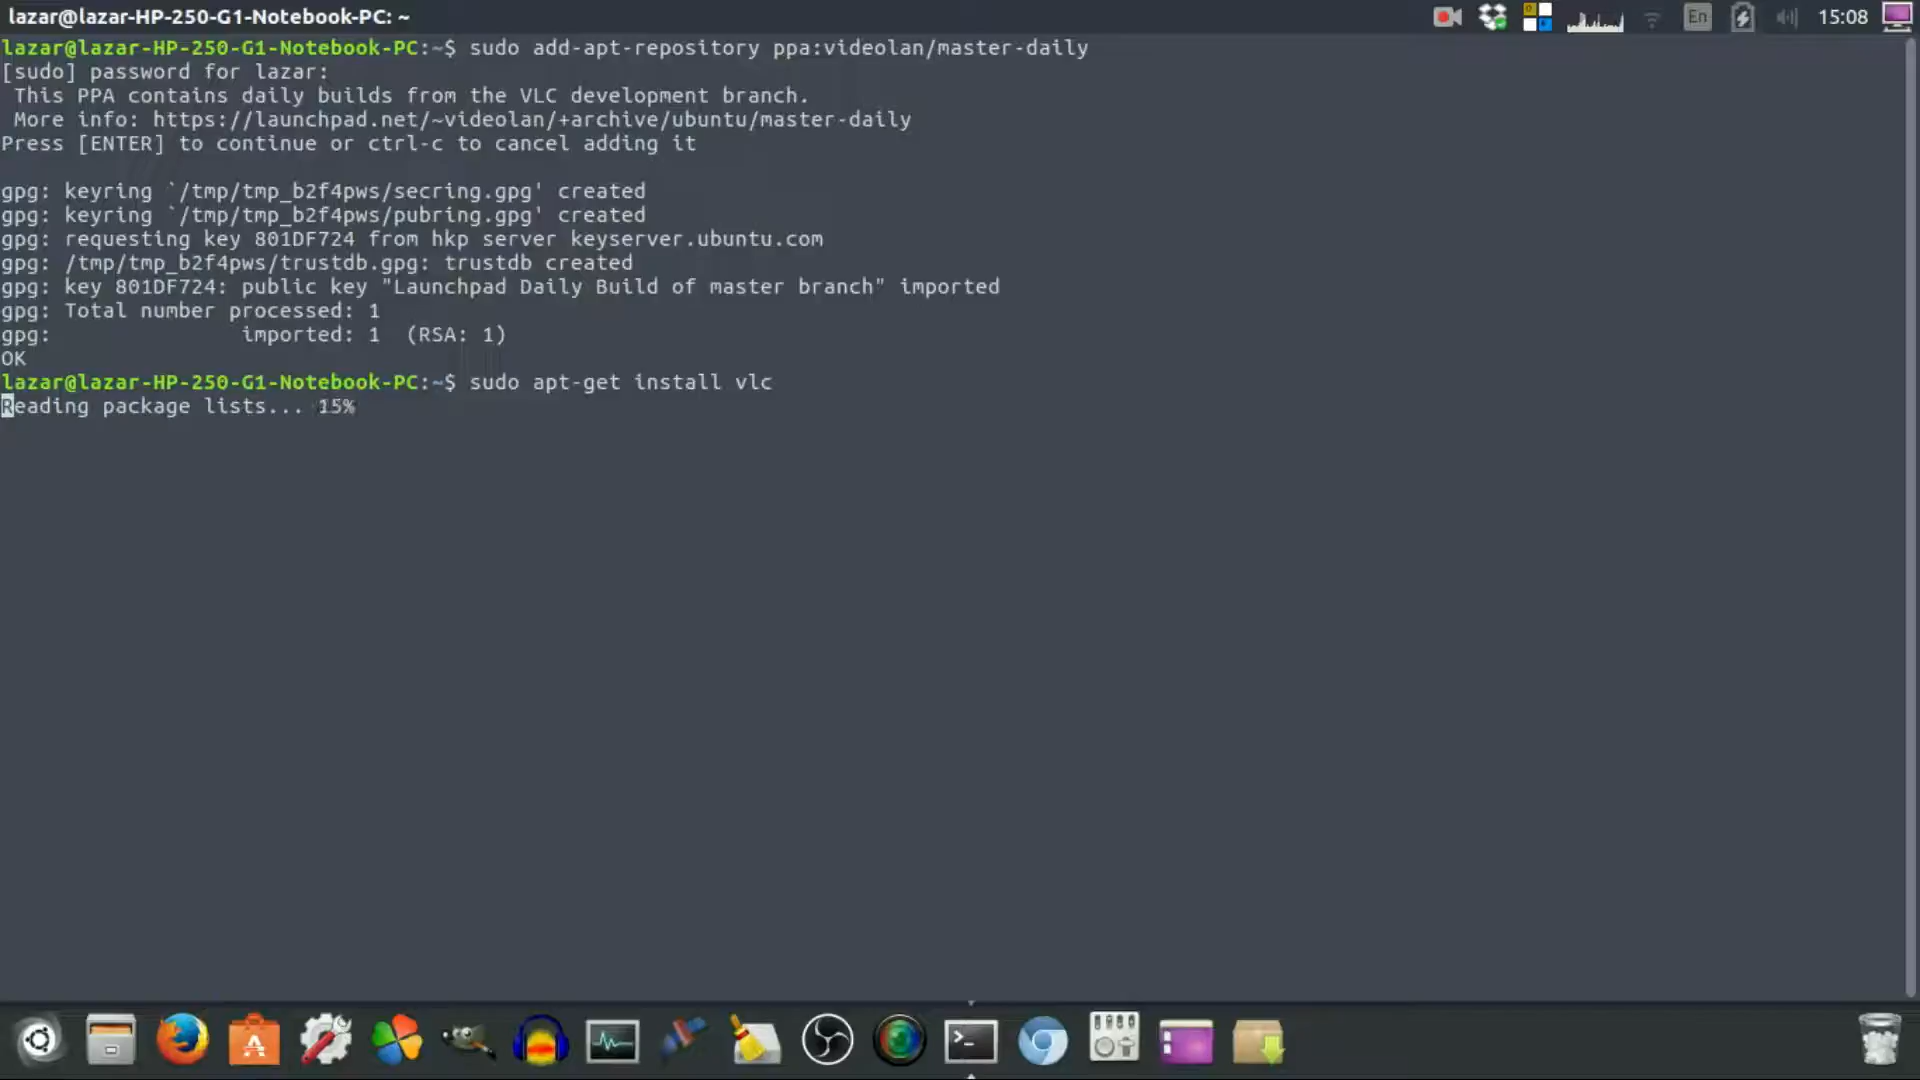 lazar@lazar-HP-250-G1-Notebook-PC: ~
En
15:08
lazar@lazar-HP-250-G1-Notebook-PC:~$ sudo add-apt-repository ppa:videolan/master-daily
[sudo] password for lazar:
This PPA contains daily builds from the VLC development branch.
More info: https://launchpad.net/~videolan/+archive/ubuntu/master-daily
Press [ENTER] to continue or ctrl-c to cancel adding it
gpg: keyring `/tmp/tmp_b2f4pws/secring.gpg' created
gpg: keyring `/tmp/tmp_b2f4pws/pubring.gpg' created
gpg: requesting key 801DF724 from hkp server keyserver.ubuntu.com
gpg: /tmp/tmp_b2f4pws/trustdb.gpg: trustdb created
gpg: key 801DF724: public key "Launchpad Daily Build of master branch" imported
gpg: Total number processed: 1
gpg:               imported: 1  (RSA: 1)
OK
lazar@lazar-HP-250-G1-Notebook-PC:~$ sudo apt-get install vlc
Reading package lists... 15%